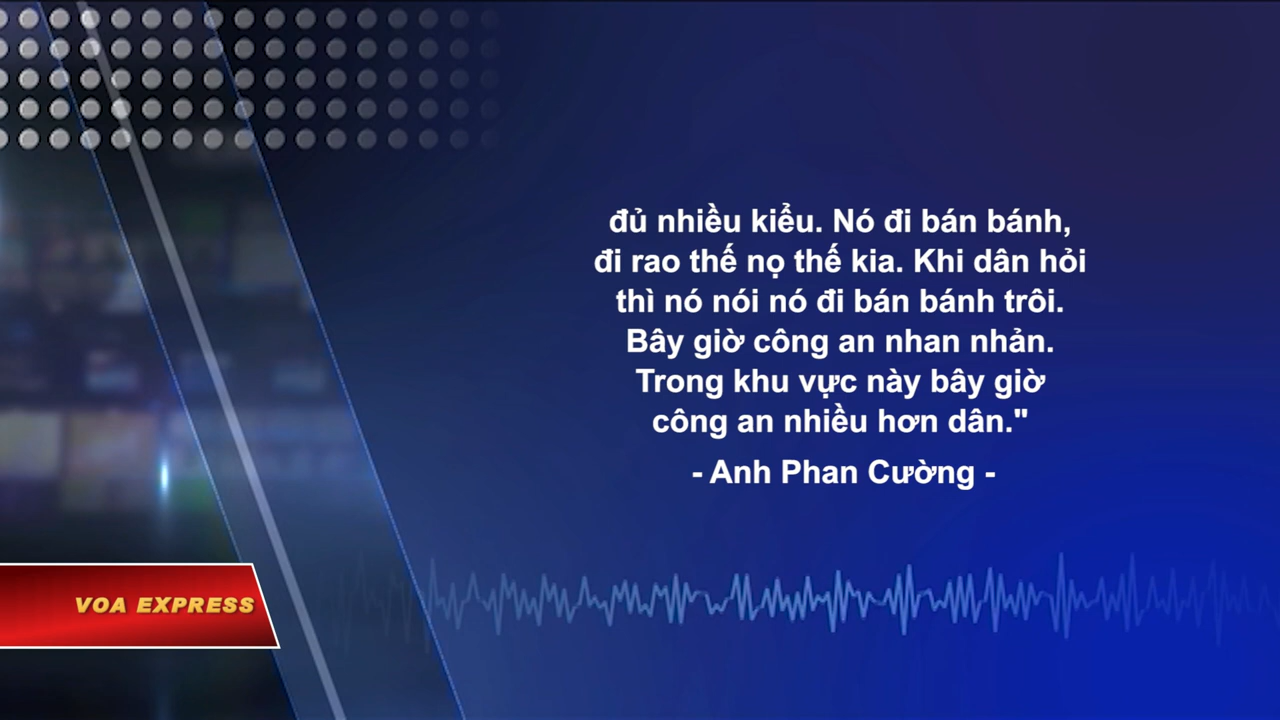 đủ nhiều kiểu. Nó đi bán bánh,
đi rao thế nọ thế kia. Khi dân hỏi
thì nó nói nó đi bán bánh trôi.
Bây giờ công an nhan nhản.
Trong khu vực này bây giờ
công an nhiều hơn dân."
- Anh Phan Cường -
VOA EXPRESS